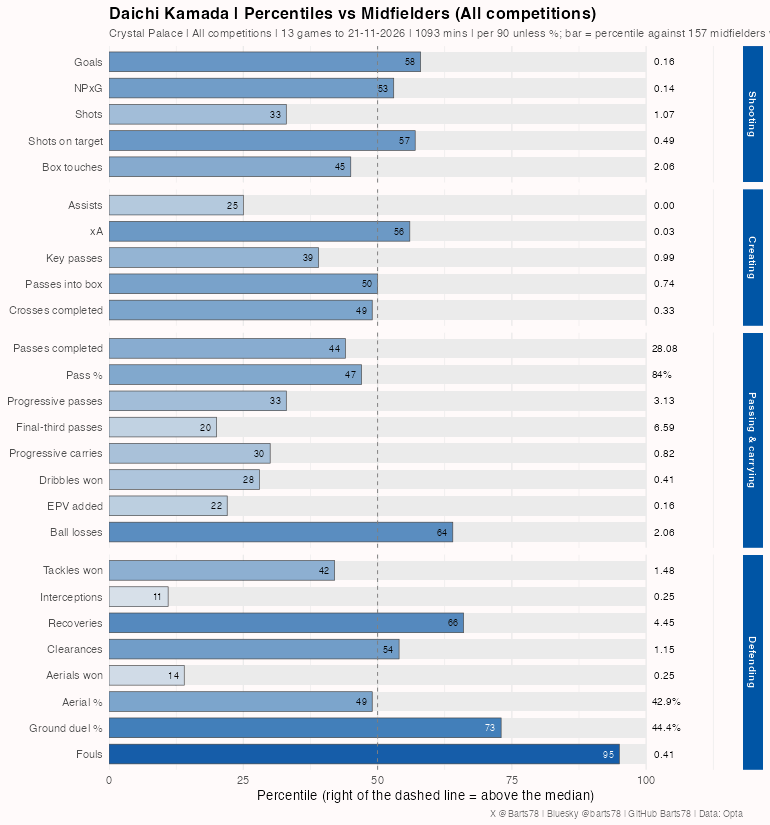 Daichi Kamada | Percentiles vs Midfielders (All competitions)
Crystal Palace | All competitions | 13 games to 21-11-2026 | 1093 mins | per 90 unless %; bar = percentile against 157 midfielders
Goals 58 0.16
NPxG 53 0.14
Shots 33 1.07
Shots on target 57 0.49
Box touches 45 2.06
Shooting
Assists 25 0.00
xA 56 0.03
Key passes 39 0.99
Passes into box 50 0.74
Crosses completed 49 0.33
Creating
Passes completed 44 28.08
Pass % 47 84%
Progressive passes 33 3.13
Final-third passes 20 6.59
Progressive carries 30 0.82
Dribbles won 28 0.41
EPV added 22 0.16
Ball losses 64 2.06
Passing & carrying
Tackles won 42 1.48
Interceptions 11 0.25
Recoveries 66 4.45
Clearances 54 1.15
Aerials won 14 0.25
Aerial % 49 42.9%
Ground duel % 73 44.4%
Fouls 95 0.41
Defending
0 25 50 75 100
Percentile (right of the dashed line = above the median)
X @Barts78 | Bluesky @barts78 | GitHub Barts78 | Data: Opta